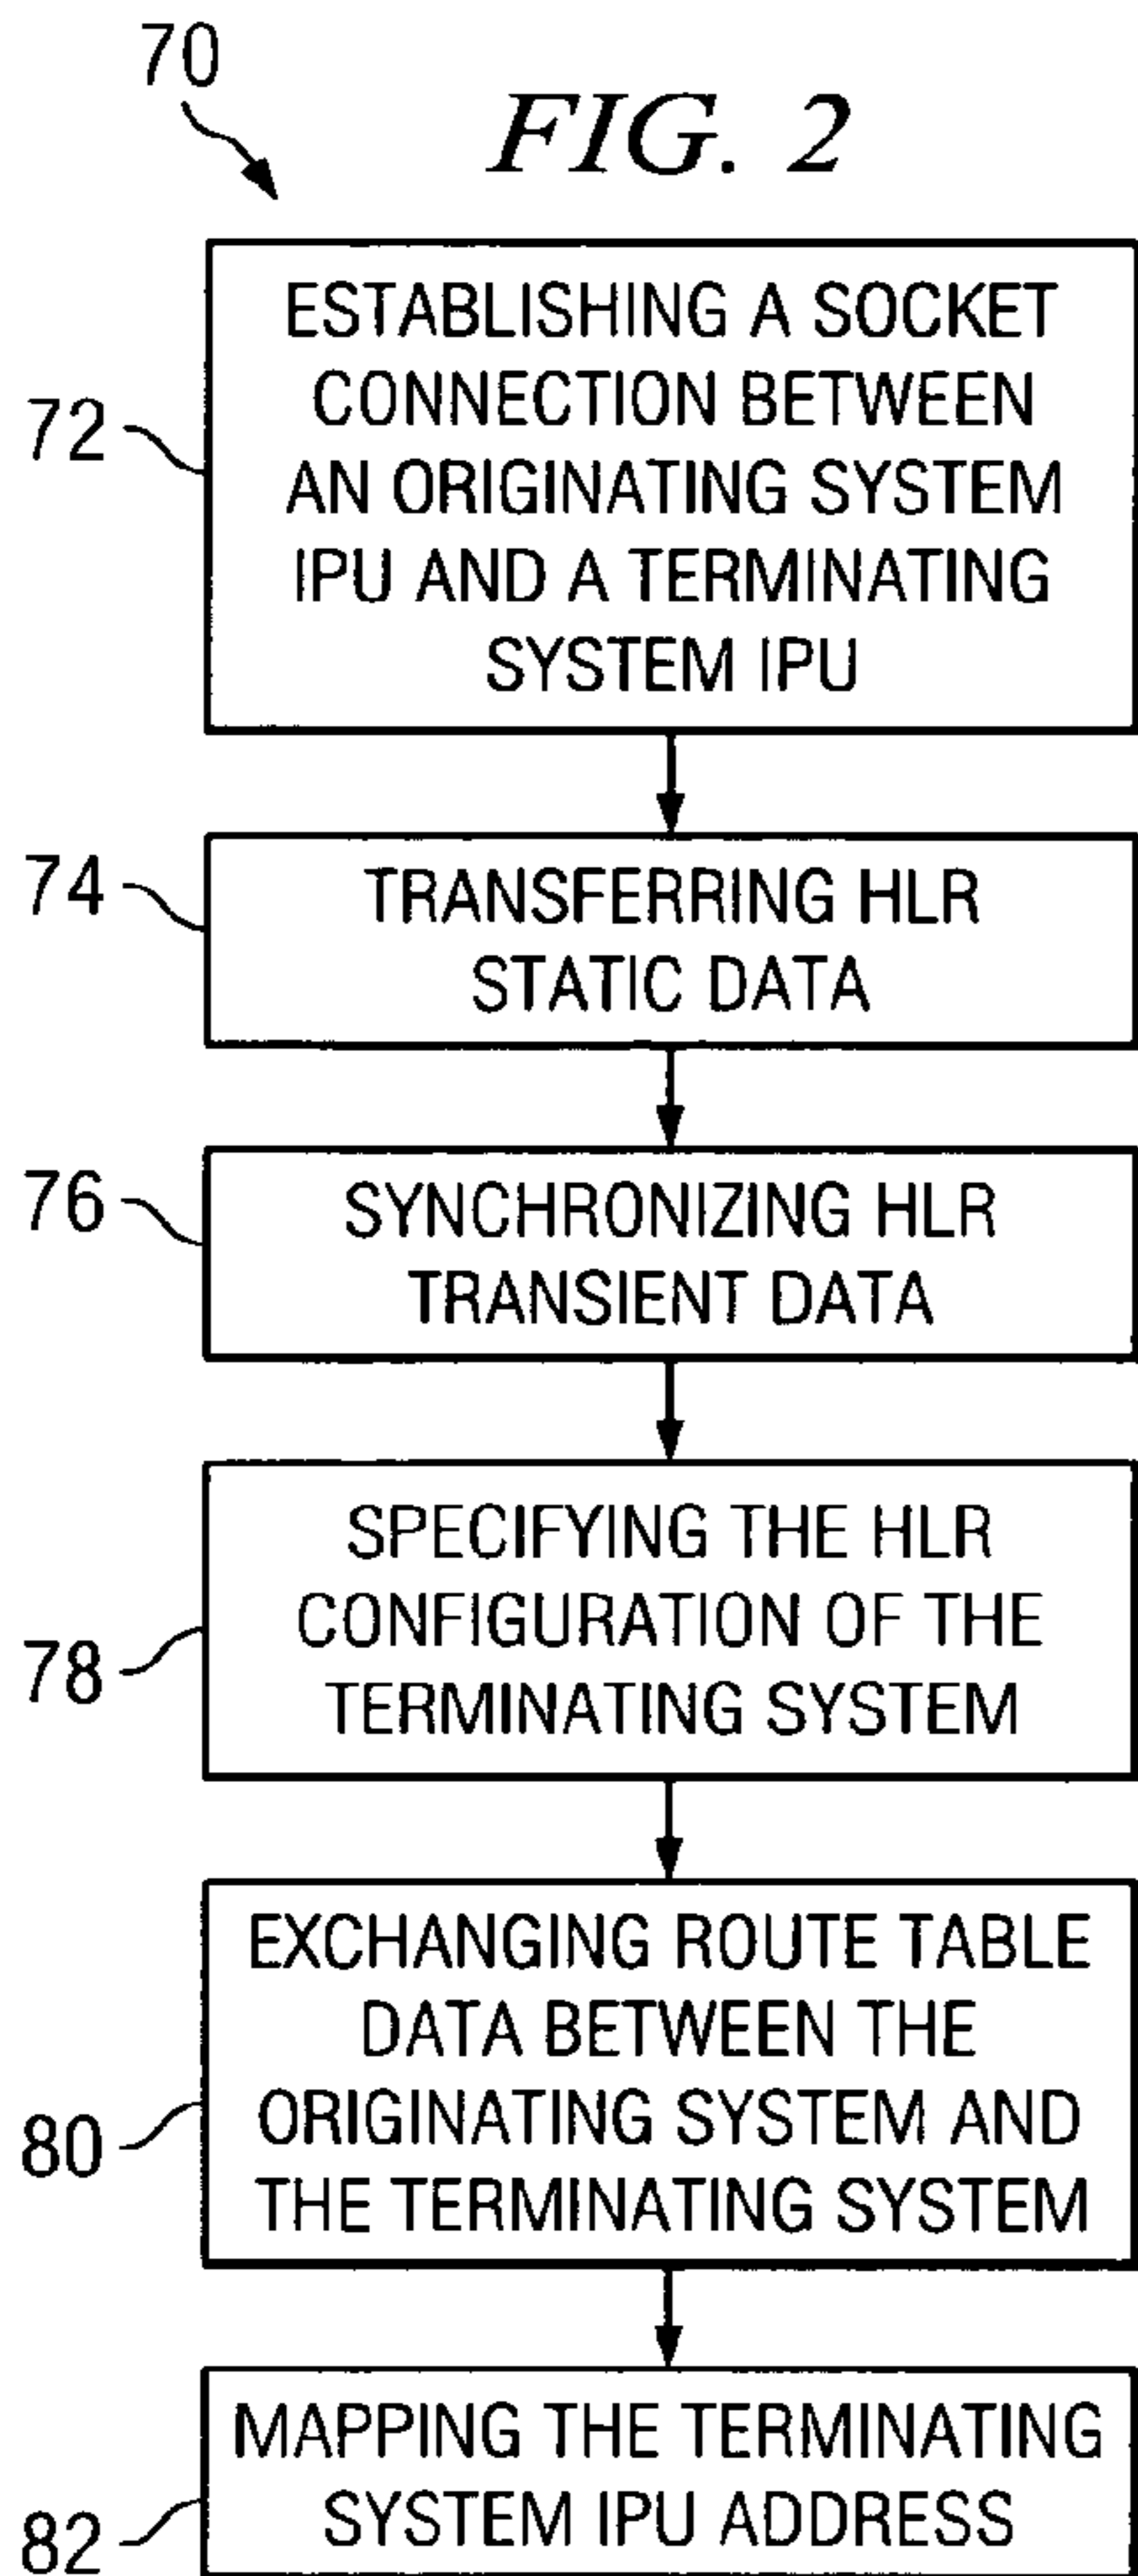 70
FIG. 2
ESTABLISHING A SOCKET
CONNECTION BETWEEN
AN ORIGINATING SYSTEM
IPU AND A TERMINATING
SYSTEM IPU
72
TRANSFERRING HLR
STATIC DATA
74
SYNCHRONIZING HLR
TRANSIENT DATA
76
SPECIFYING THE HLR
CONFIGURATION OF THE
TERMINATING SYSTEM
78
EXCHANGING ROUTE TABLE
DATA BETWEEN THE
ORIGINATING SYSTEM AND
THE TERMINATING SYSTEM
80
MAPPING THE TERMINATING
SYSTEM IPU ADDRESS
82